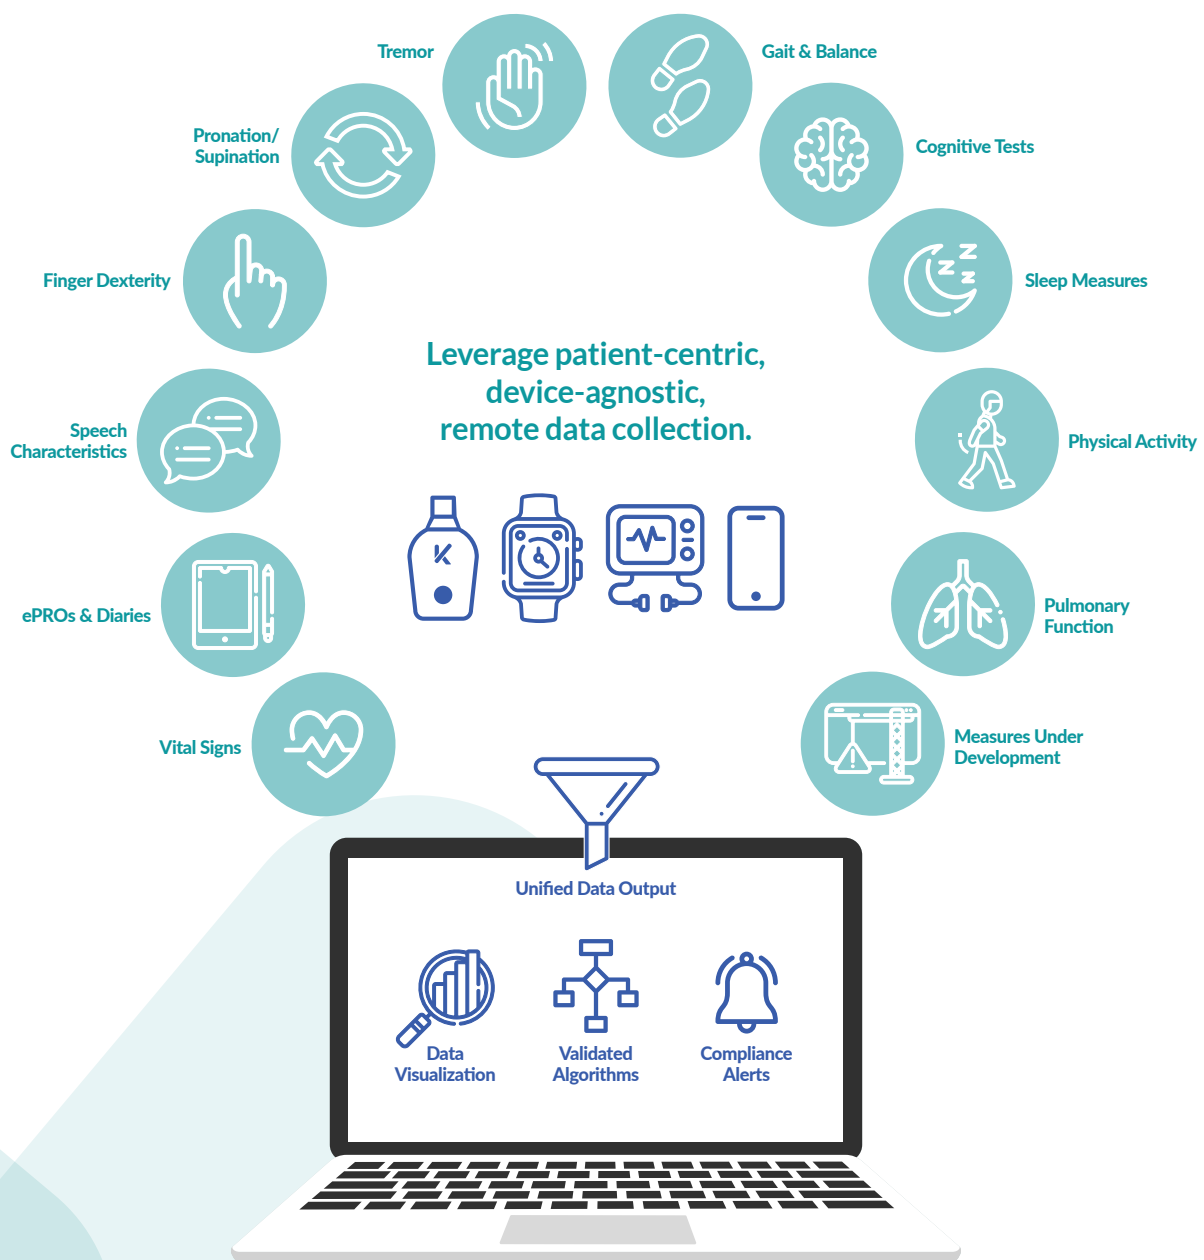 Tremor
Gait & Balance
Pronation/
Supination
Cognitive Tests
Finger Dexterity
Sleep Measures
Leverage patient-centric,
device-agnostic,
remote data collection.
Speech
Characteristics
Physical Activity
ePROs & Diaries
Pulmonary
Function
Vital Signs
Measures Under
Development
Unified Data Output
Data
Visualization
Validated
Algorithms
Compliance
Alerts